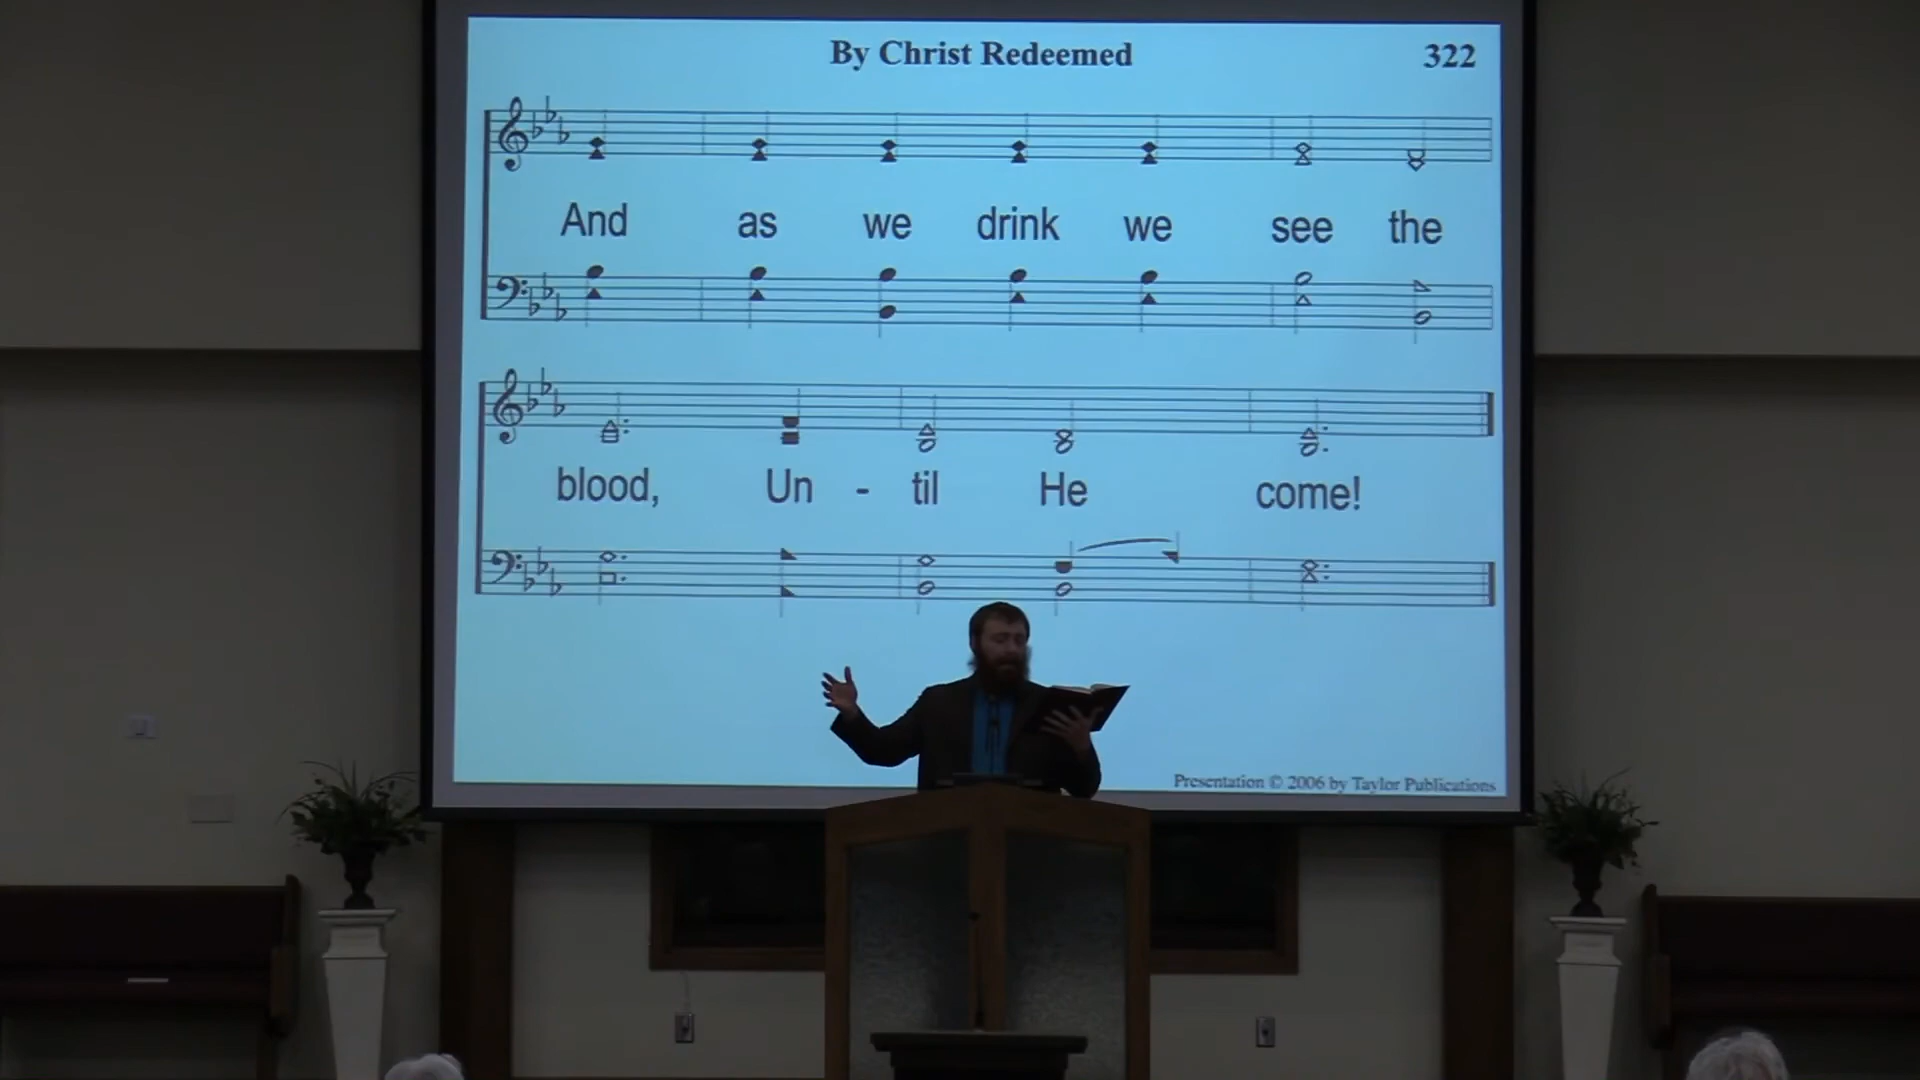 By Christ Redeemed 322
And as we drink we see the
blood, Un - til He come!
Presentation © 2006 by Taylor Publications